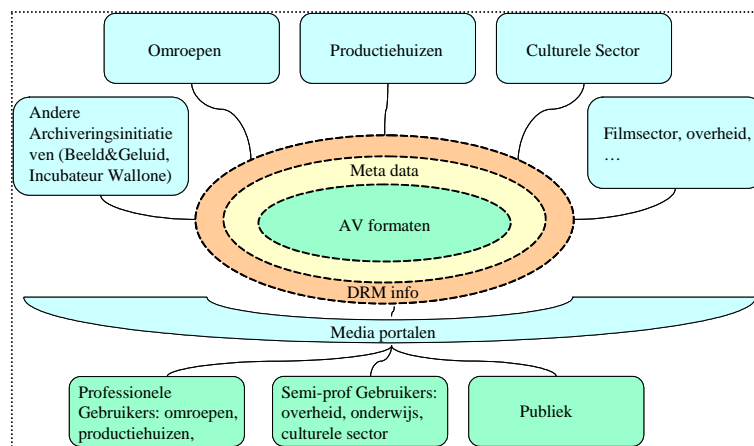 Omroepen
Productiehuizen
Culturele Sector
Andere
Archiveringsinitiatie
ven (Beeld&Geluid,
Incubateur Wallone)
Filmsector, overheid,
…
Meta data
AV formaten
DRM info
Media portalen
Professionele
Gebruikers: omroepen,
productiehuizen,
Semi-prof Gebruikers:
overheid, onderwijs,
culturele sector
Publiek